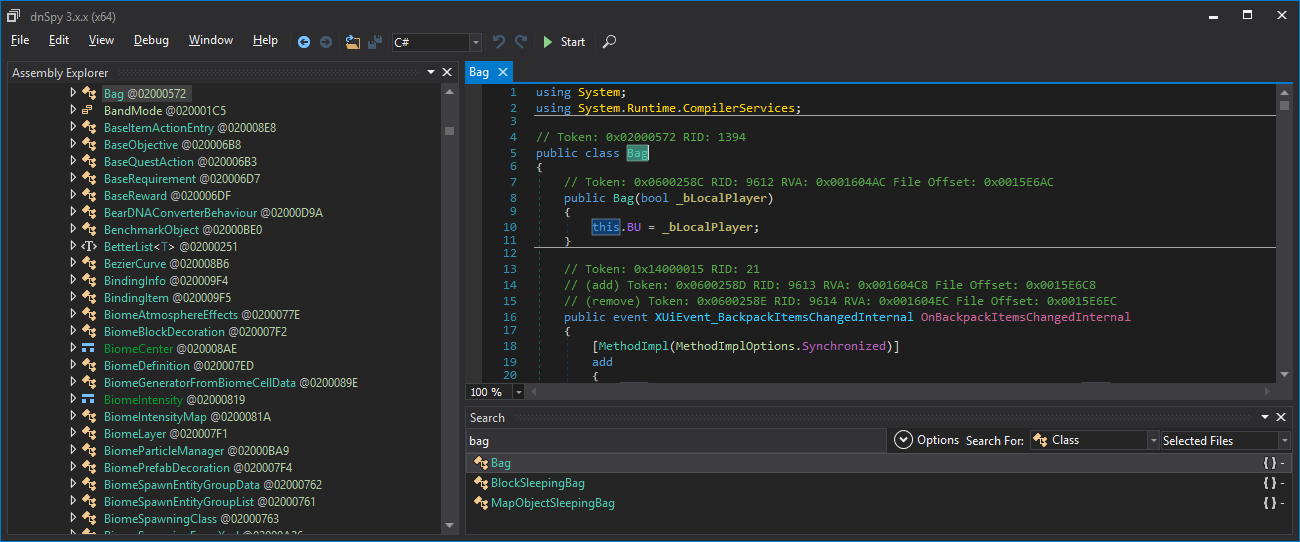 dnSpy 3.x.x (x64)
File Edit View Debug Window Help C# Start
Assembly Explorer
Bag @02000572
BandMode @020001C5
BaseItemActionEntry @020008E8
BaseObjective @020006B8
BaseQuestAction @020006B3
BaseRequirement @020006D7
BaseReward @020006DF
BearDNAConverterBehaviour @02000D9A
BenchmarkObject @02000BE0
<T> BetterList<T> @02000251
BezierCurve @020008B6
BindingInfo @020009F4
BindingItem @020009F5
BiomeAtmosphereEffects @0200077E
BiomeBlockDecoration @020007F2
BiomeCenter @020008AE
BiomeDefinition @020007ED
BiomeGeneratorFromBiomeCellData @0200089E
BiomeIntensity @02000819
BiomeIntensityMap @0200081A
BiomeLayer @020007F1
BiomeParticleManager @02000BA9
BiomePrefabDecoration @020007F4
BiomeSpawnEntityGroupData @02000762
BiomeSpawnEntityGroupList @02000761
BiomeSpawningClass @02000763
Bag
1 using System;
2 using System.Runtime.CompilerServices;
3
4 // Token: 0x02000572 RID: 1394
5 public class Bag
6 {
7 // Token: 0x0600258C RID: 9612 RVA: 0x001604AC File Offset: 0x0015E6AC
8 public Bag(bool _bLocalPlayer)
9 {
10 this.BU = _bLocalPlayer;
11 }
12
13 // Token: 0x14000015 RID: 21
14 // (add) Token: 0x0600258D RID: 9613 RVA: 0x001604C8 File Offset: 0x0015E6C8
15 // (remove) Token: 0x0600258E RID: 9614 RVA: 0x001604EC File Offset: 0x0015E6EC
16 public event XUiEvent_BackpackItemsChangedInternal OnBackpackItemsChangedInternal
17 {
18 [MethodImpl(MethodImplOptions.Synchronized)]
19 add
20 {
100 %
Search
bag Options Search For: Class Selected Files
Bag { } -
BlockSleepingBag { } -
MapObjectSleepingBag { } -